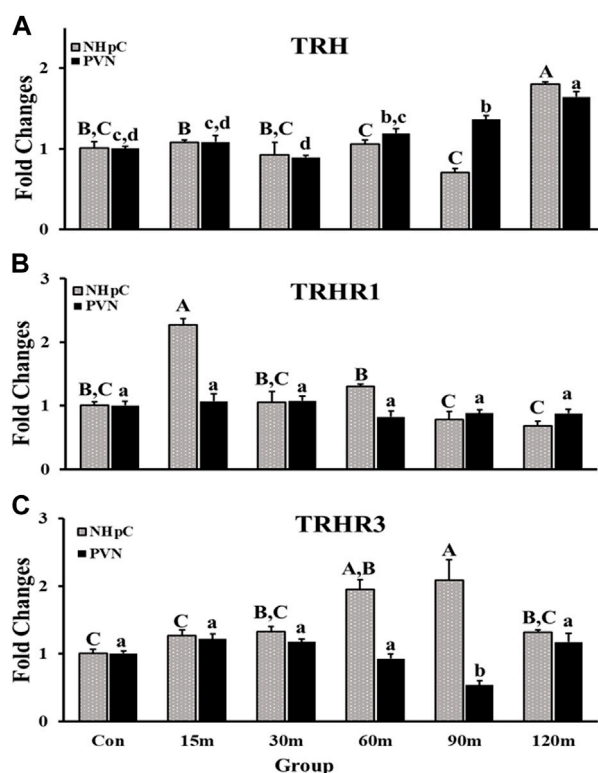 A
TRH
NHpC
PVN
Fold Changes
2
1
0
B,C c,d B c,d B,C d C b,c C b A a
B
TRHR1
NHpC
PVN
Fold Changes
3
2
1
0
B,C a A a B,C a B a C a C a
C
TRHR3
NHpC
PVN
Fold Changes
3
2
1
0
C a C a B,C a A,B a A b B,C a
Con 15m 30m 60m 90m 120m
Group